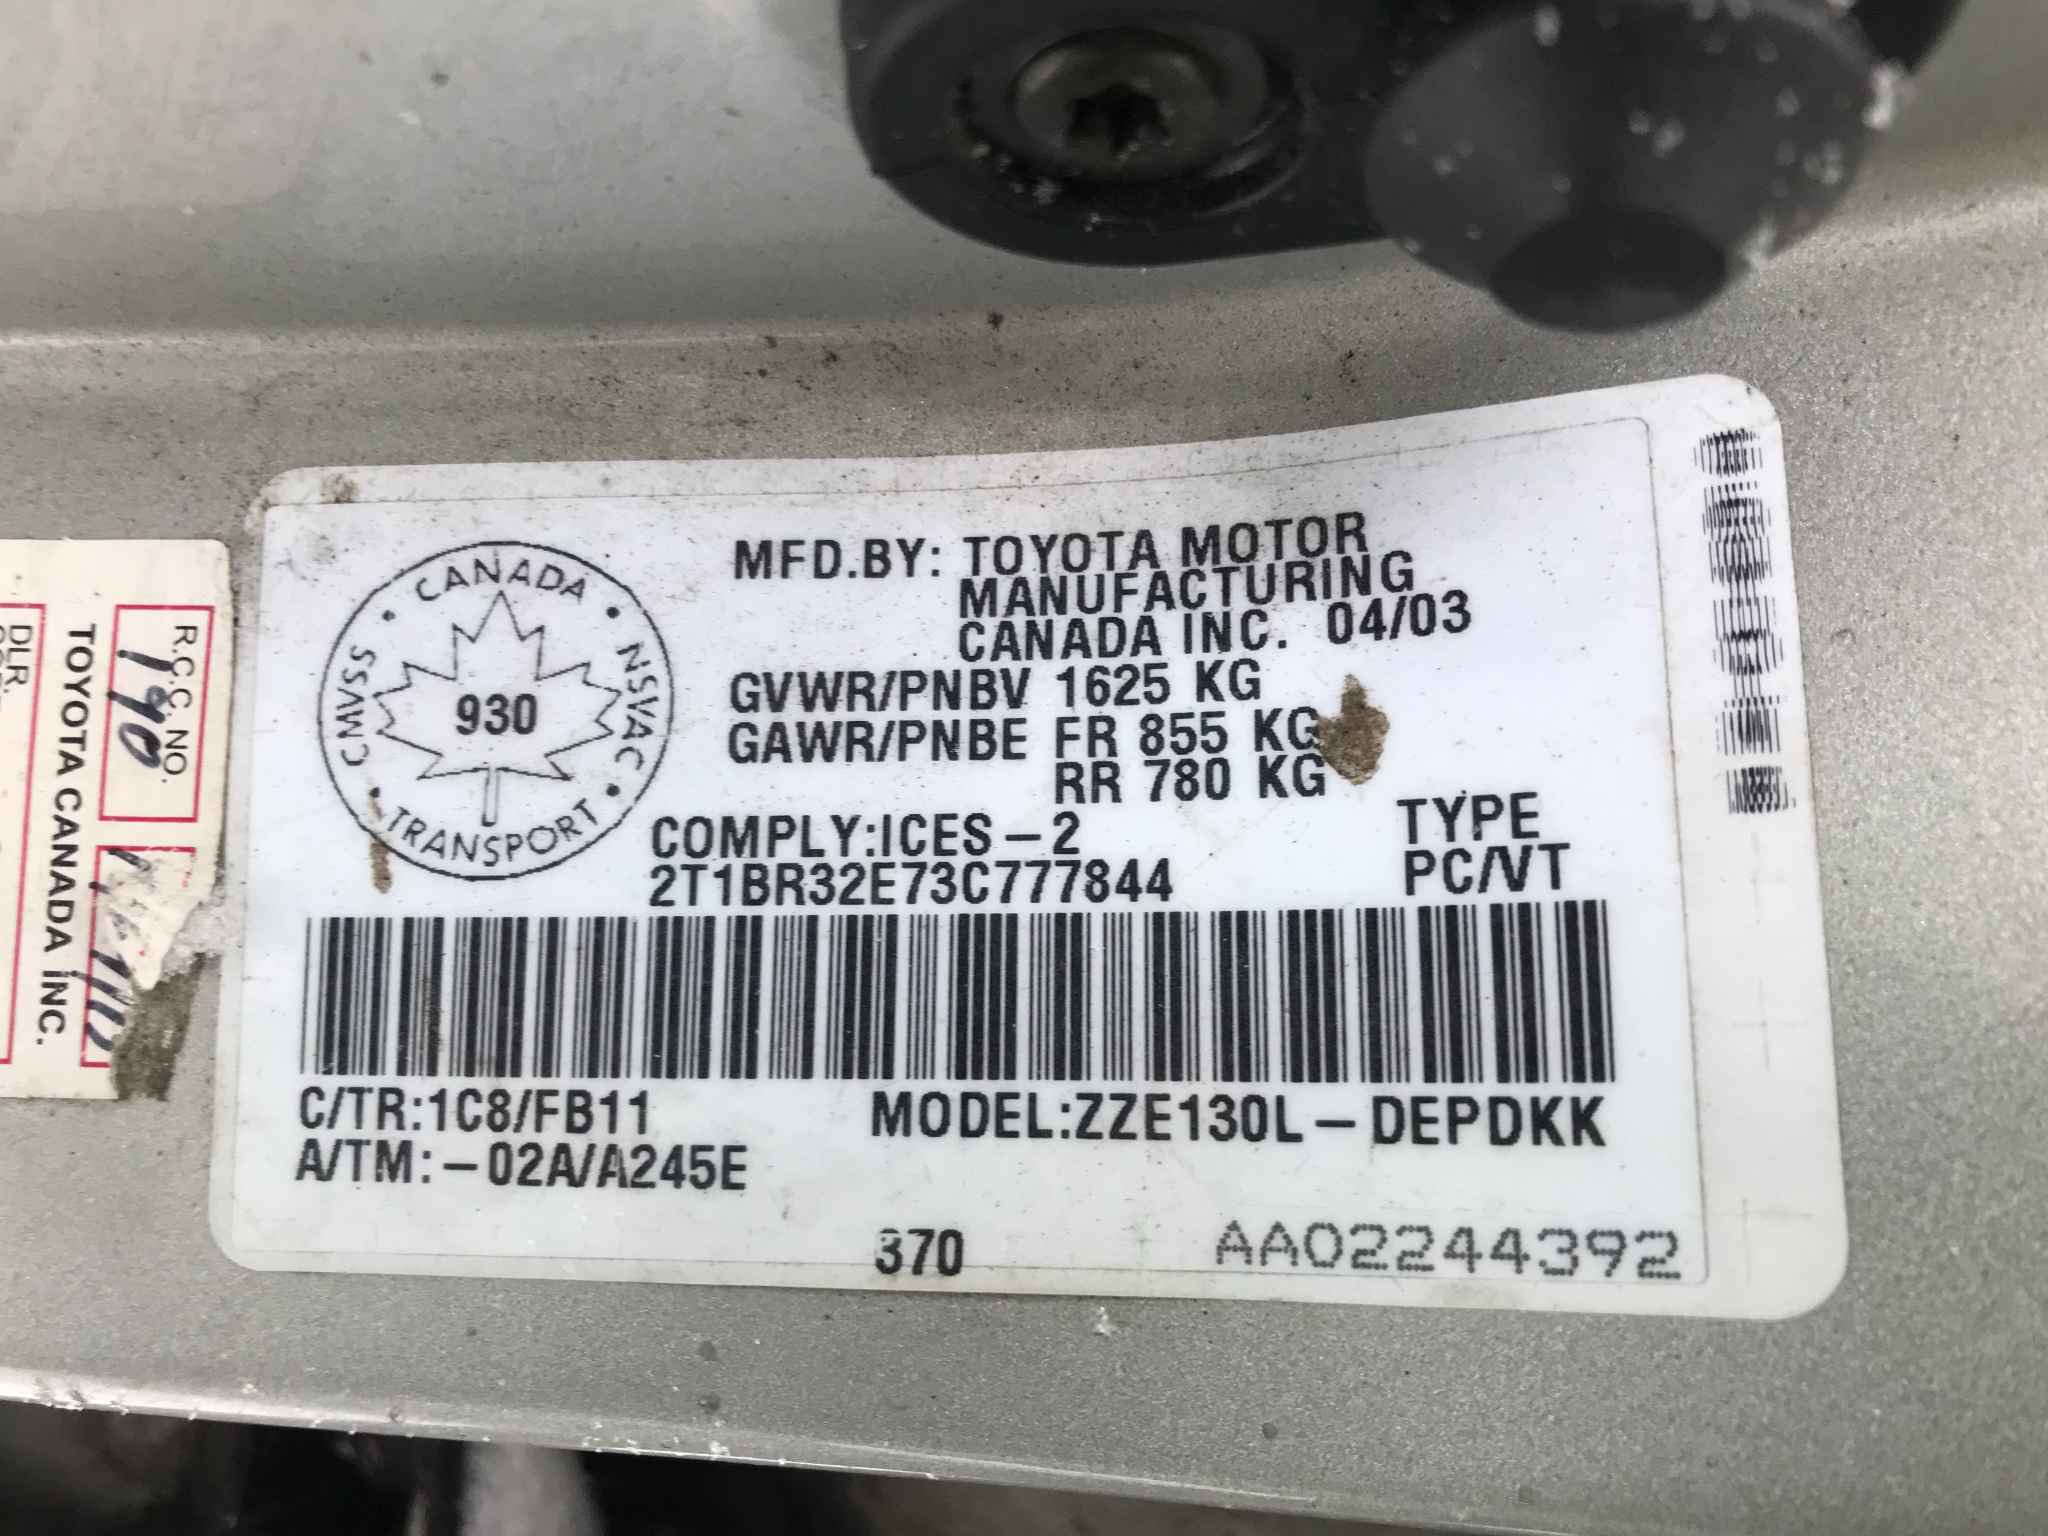 R.C.C. NO.
190
TOYOTA CANADA INC.
DLR.
CANADA
NSVAC
TRANSPORT
CMVSS
930
MFD.BY: TOYOTA MOTOR
MANUFACTURING
CANADA INC. 04/03
GVWR/PNBV 1625 KG
GAWR/PNBE FR 855 KG
RR 780 KG
COMPLY:ICES-2
TYPE
2T1BR32E73C777844
PC/VT
C/TR:1C8/FB11
MODEL:ZZE130L-DEPDKK
A/TM:-02A/A245E
370
AA02244392